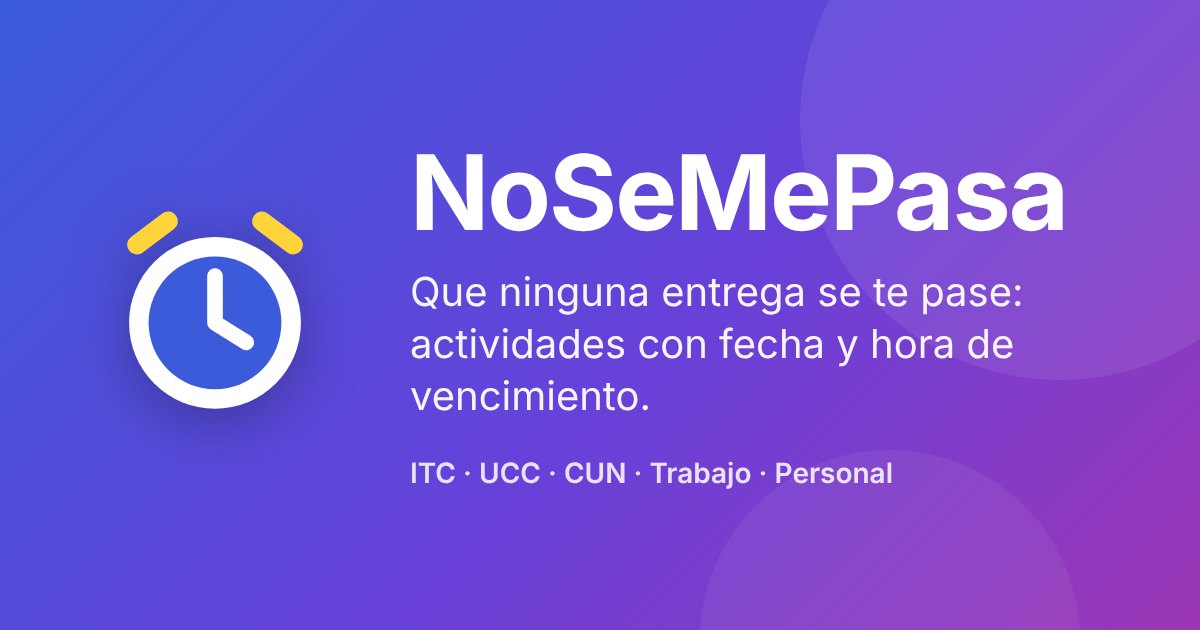 NoSeMePasa
Que ninguna entrega se te pase:
actividades con fecha y hora de
vencimiento.
ITC · UCC · CUN · Trabajo · Personal